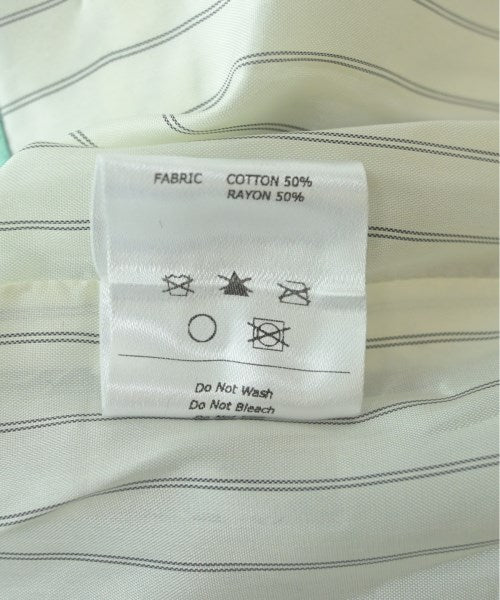 FABRIC COTTON 50%
RAYON 50%
Do Not Wash
Do Not Bleach